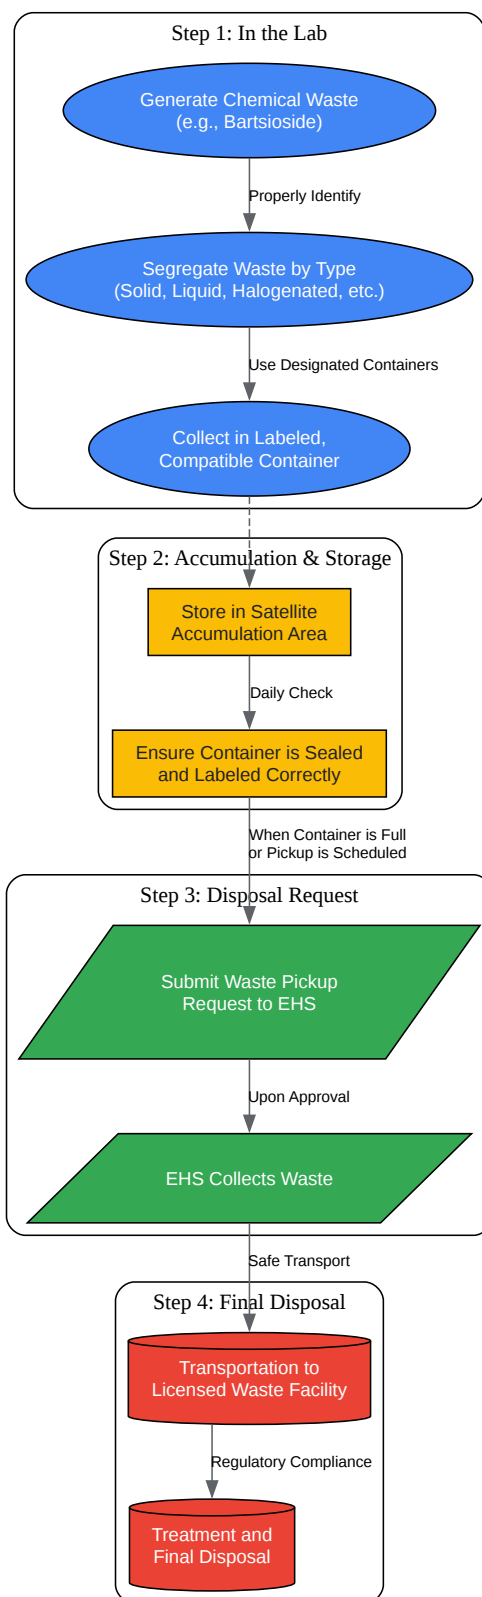 Step 1: In the Lab
Generate Chemical Waste
(e.g., Bartsioside)
Properly Identify
Segregate Waste by Type
(Solid, Liquid, Halogenated, etc.)
Use Designated Containers
Collect in Labeled,
Compatible Container
Step 2: Accumulation & Storage
Store in Satellite
Accumulation Area
Daily Check
Ensure Container is Sealed
and Labeled Correctly
When Container is Full
or Pickup is Scheduled
Step 3: Disposal Request
Submit Waste Pickup
Request to EHS
Upon Approval
EHS Collects Waste
Safe Transport
Step 4: Final Disposal
Transportation to
Licensed Waste Facility
Regulatory Compliance
Treatment and
Final Disposal